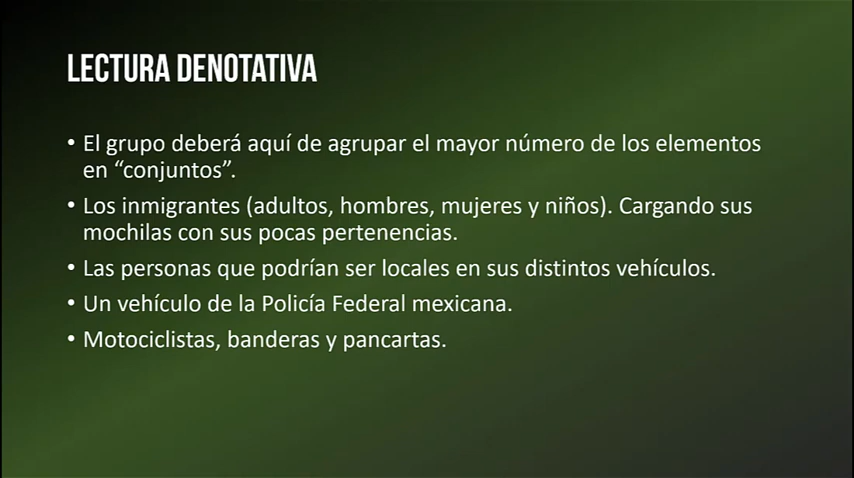 LECTURA DENOTATIVA
• El grupo deberá aquí de agrupar el mayor número de los elementos
en “conjuntos”.
• Los inmigrantes (adultos, hombres, mujeres y niños). Cargando sus
mochilas con sus pocas pertenencias.
• Las personas que podrían ser locales en sus distintos vehículos.
• Un vehículo de la Policía Federal mexicana.
• Motociclistas, banderas y pancartas.